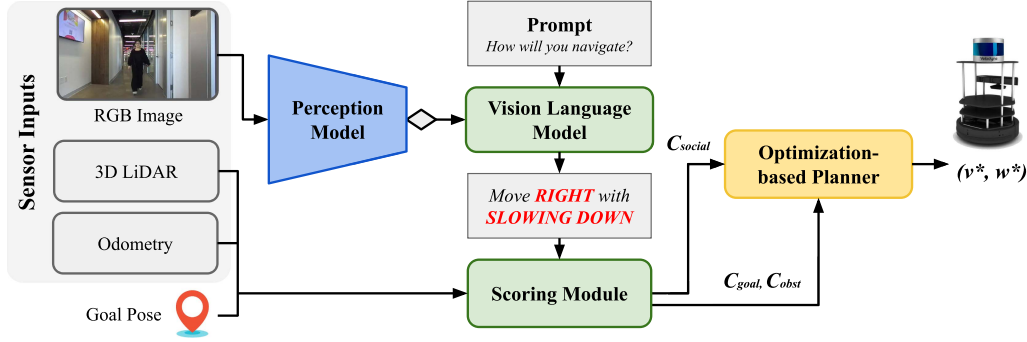 Sensor Inputs
RGB Image
3D LiDAR
Odometry
Goal Pose
Perception
Model
Prompt
How will you navigate?
Vision Language
Model
Move RIGHT with
SLOWING DOWN
Scoring Module
Csocial
Cgoal, Cobst
Optimization-
based Planner
(v*, w*)